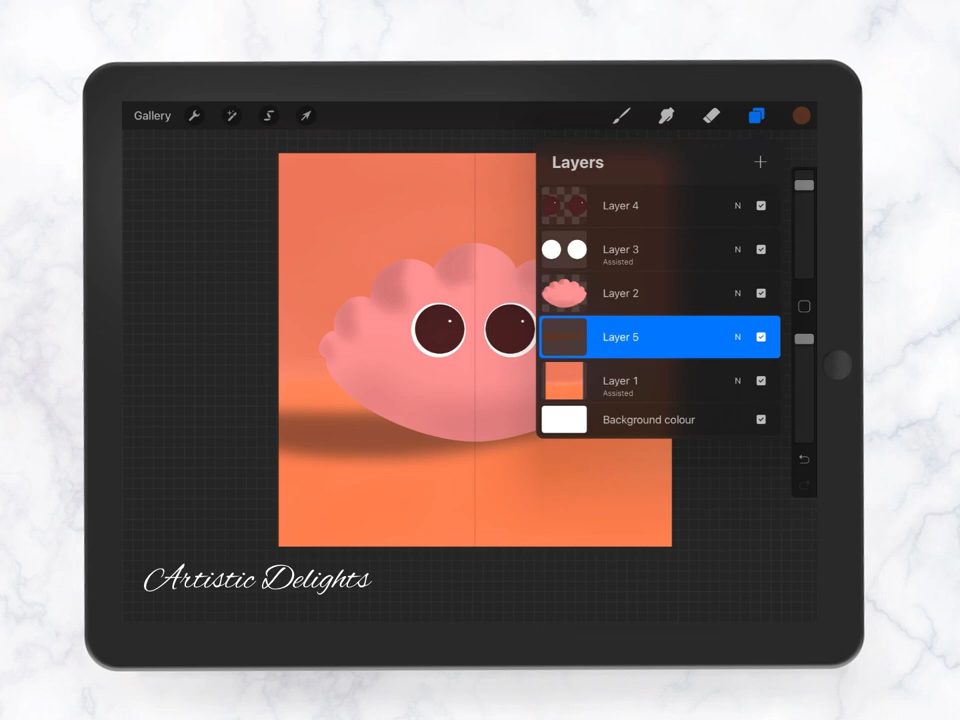 Gallery
Layers
Layer 4 N
Layer 3 N
Assisted
Layer 2 N
Layer 5 N
Layer 1 N
Assisted
Background colour
Artistic Delights